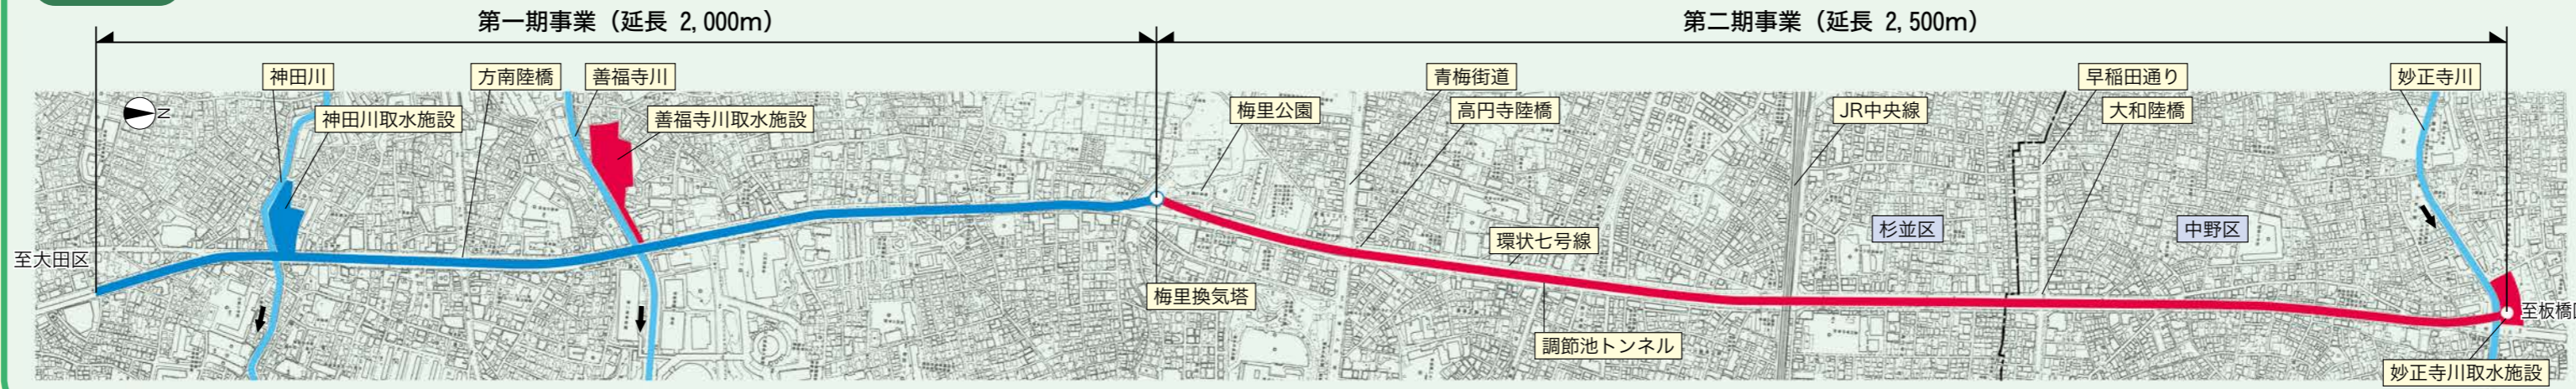 第一期事業（延長 2,000m）
第二期事業（延長 2,500m）
神田川
方南陸橋
善福寺川
青梅街道
早稲田通り
妙正寺川
神田川取水施設
善福寺川取水施設
梅里公園
高円寺陸橋
JR中央線
大和陸橋
N
杉並区
中野区
環状七号線
至大田区
梅里換気塔
至板橋区
調節池トンネル
妙正寺川取水施設